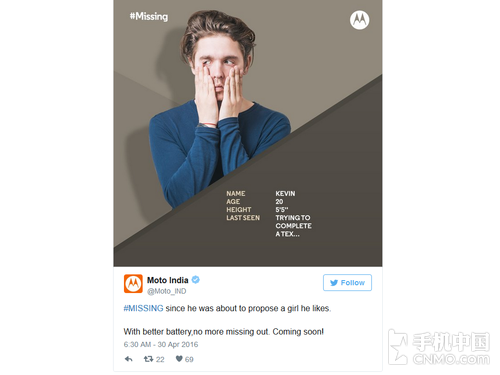 #Missing
NAME KEVIN
AGE 20
HEIGHT 5'5"
LAST SEEN TRYING TO
COMPLETE
A TEX...
Moto India
@Moto_IND
Follow
#MISSING since he was about to propose a girl he likes.
With better battery,no more missing out. Coming soon!
6:30 AM - 30 Apr 2016
22 69
手机中国
CNMO.com